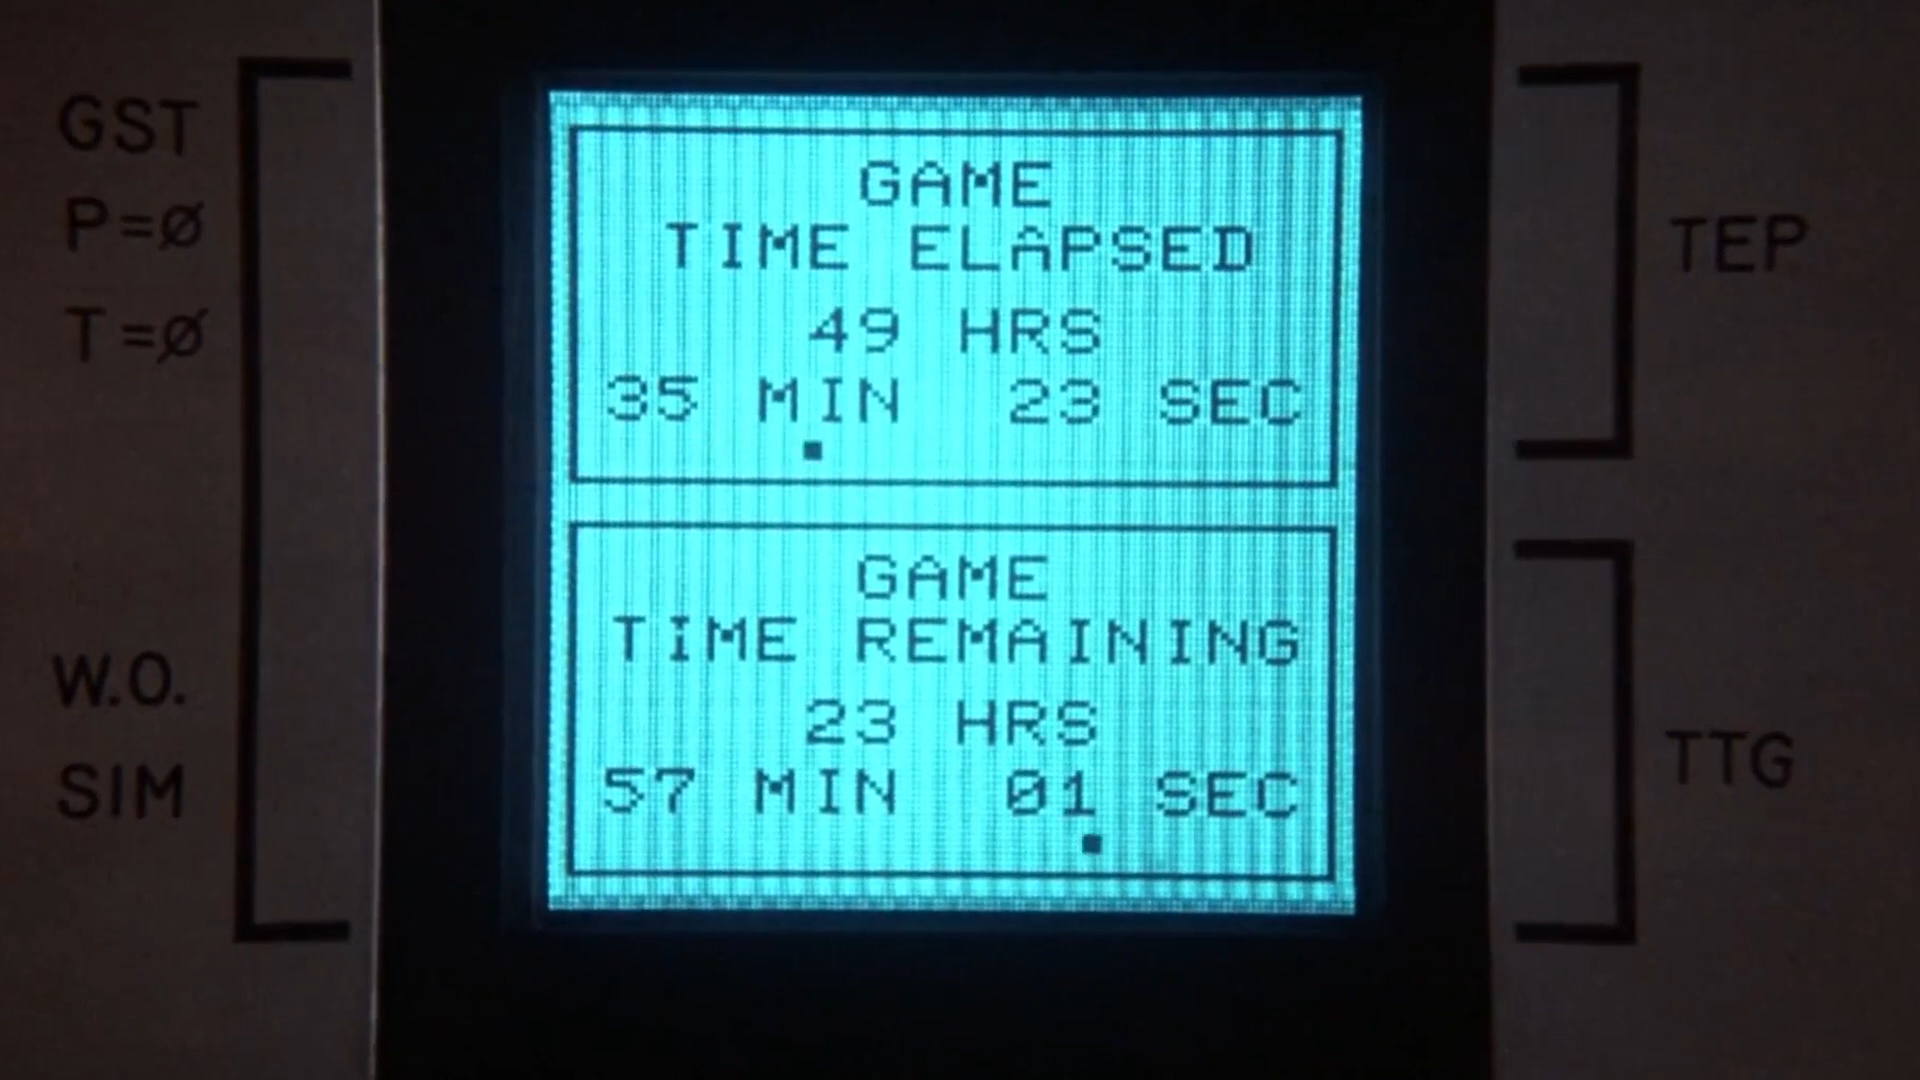 GST
P=Ø
T=Ø
W.O.
SIM
GAME
TIME ELAPSED
49 HRS
35 MIN 23 SEC
GAME
TIME REMAINING
23 HRS
57 MIN 01 SEC
TEP
TTG